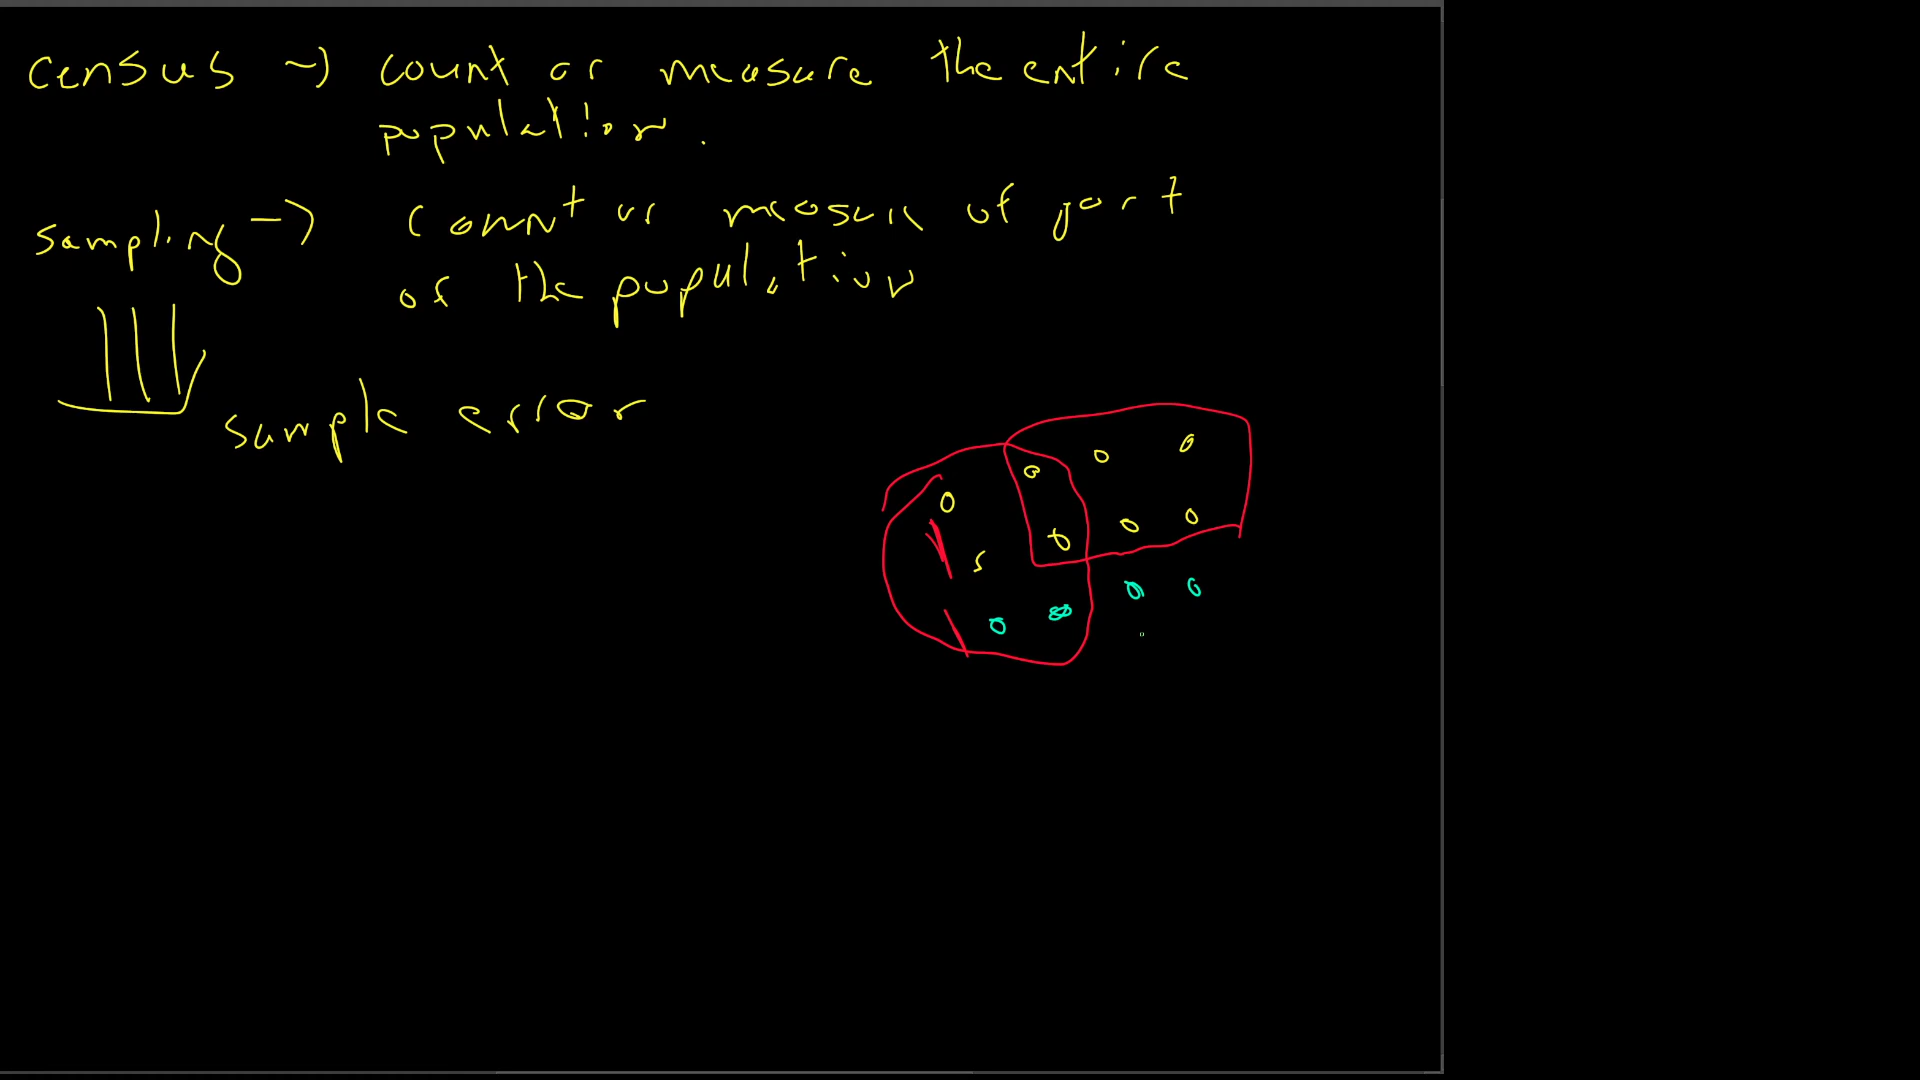 census -> count or measure the entire
population.
sampling -> count or measure of part
of the population
sample error